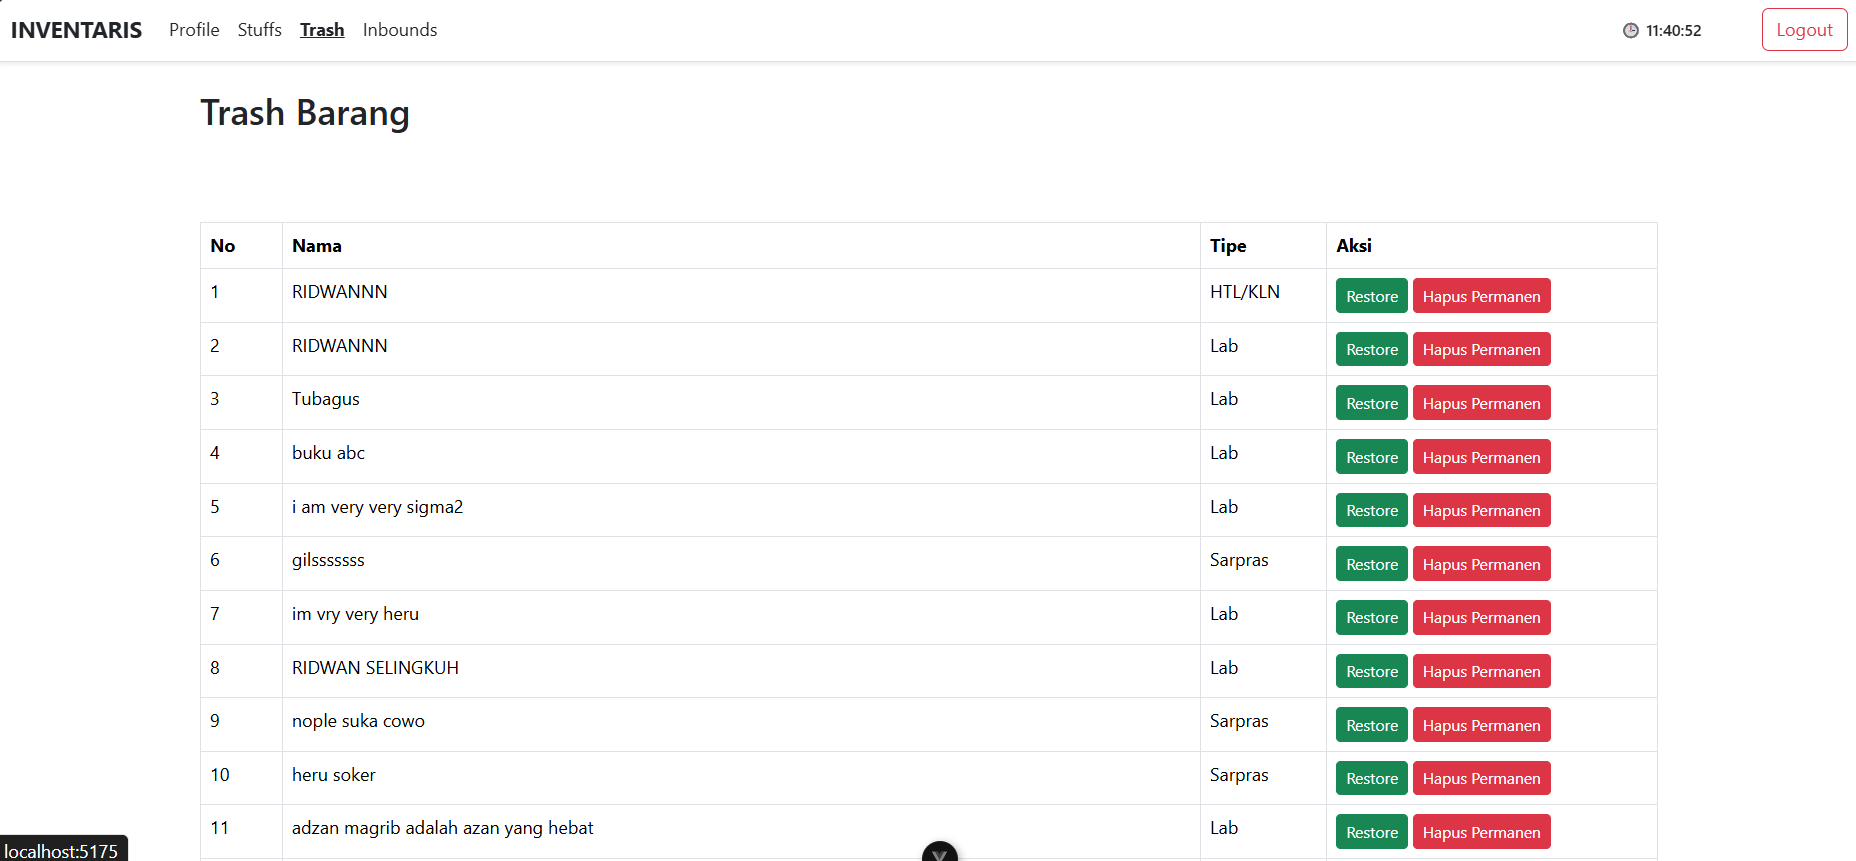 INVENTARIS Profile Stuffs Trash Inbounds 11:40:52 Logout
Trash Barang
No Nama Tipe Aksi
1 RIDWANNN HTL/KLN Restore Hapus Permanen
2 RIDWANNN Lab Restore Hapus Permanen
3 Tubagus Lab Restore Hapus Permanen
4 buku abc Lab Restore Hapus Permanen
5 i am very very sigma2 Lab Restore Hapus Permanen
6 gilsssssss Sarpras Restore Hapus Permanen
7 im vry very heru Lab Restore Hapus Permanen
8 RIDWAN SELINGKUH Lab Restore Hapus Permanen
9 nople suka cowo Sarpras Restore Hapus Permanen
10 heru soker Sarpras Restore Hapus Permanen
11 adzan magrib adalah azan yang hebat Lab Restore Hapus Permanen
localhost:5175